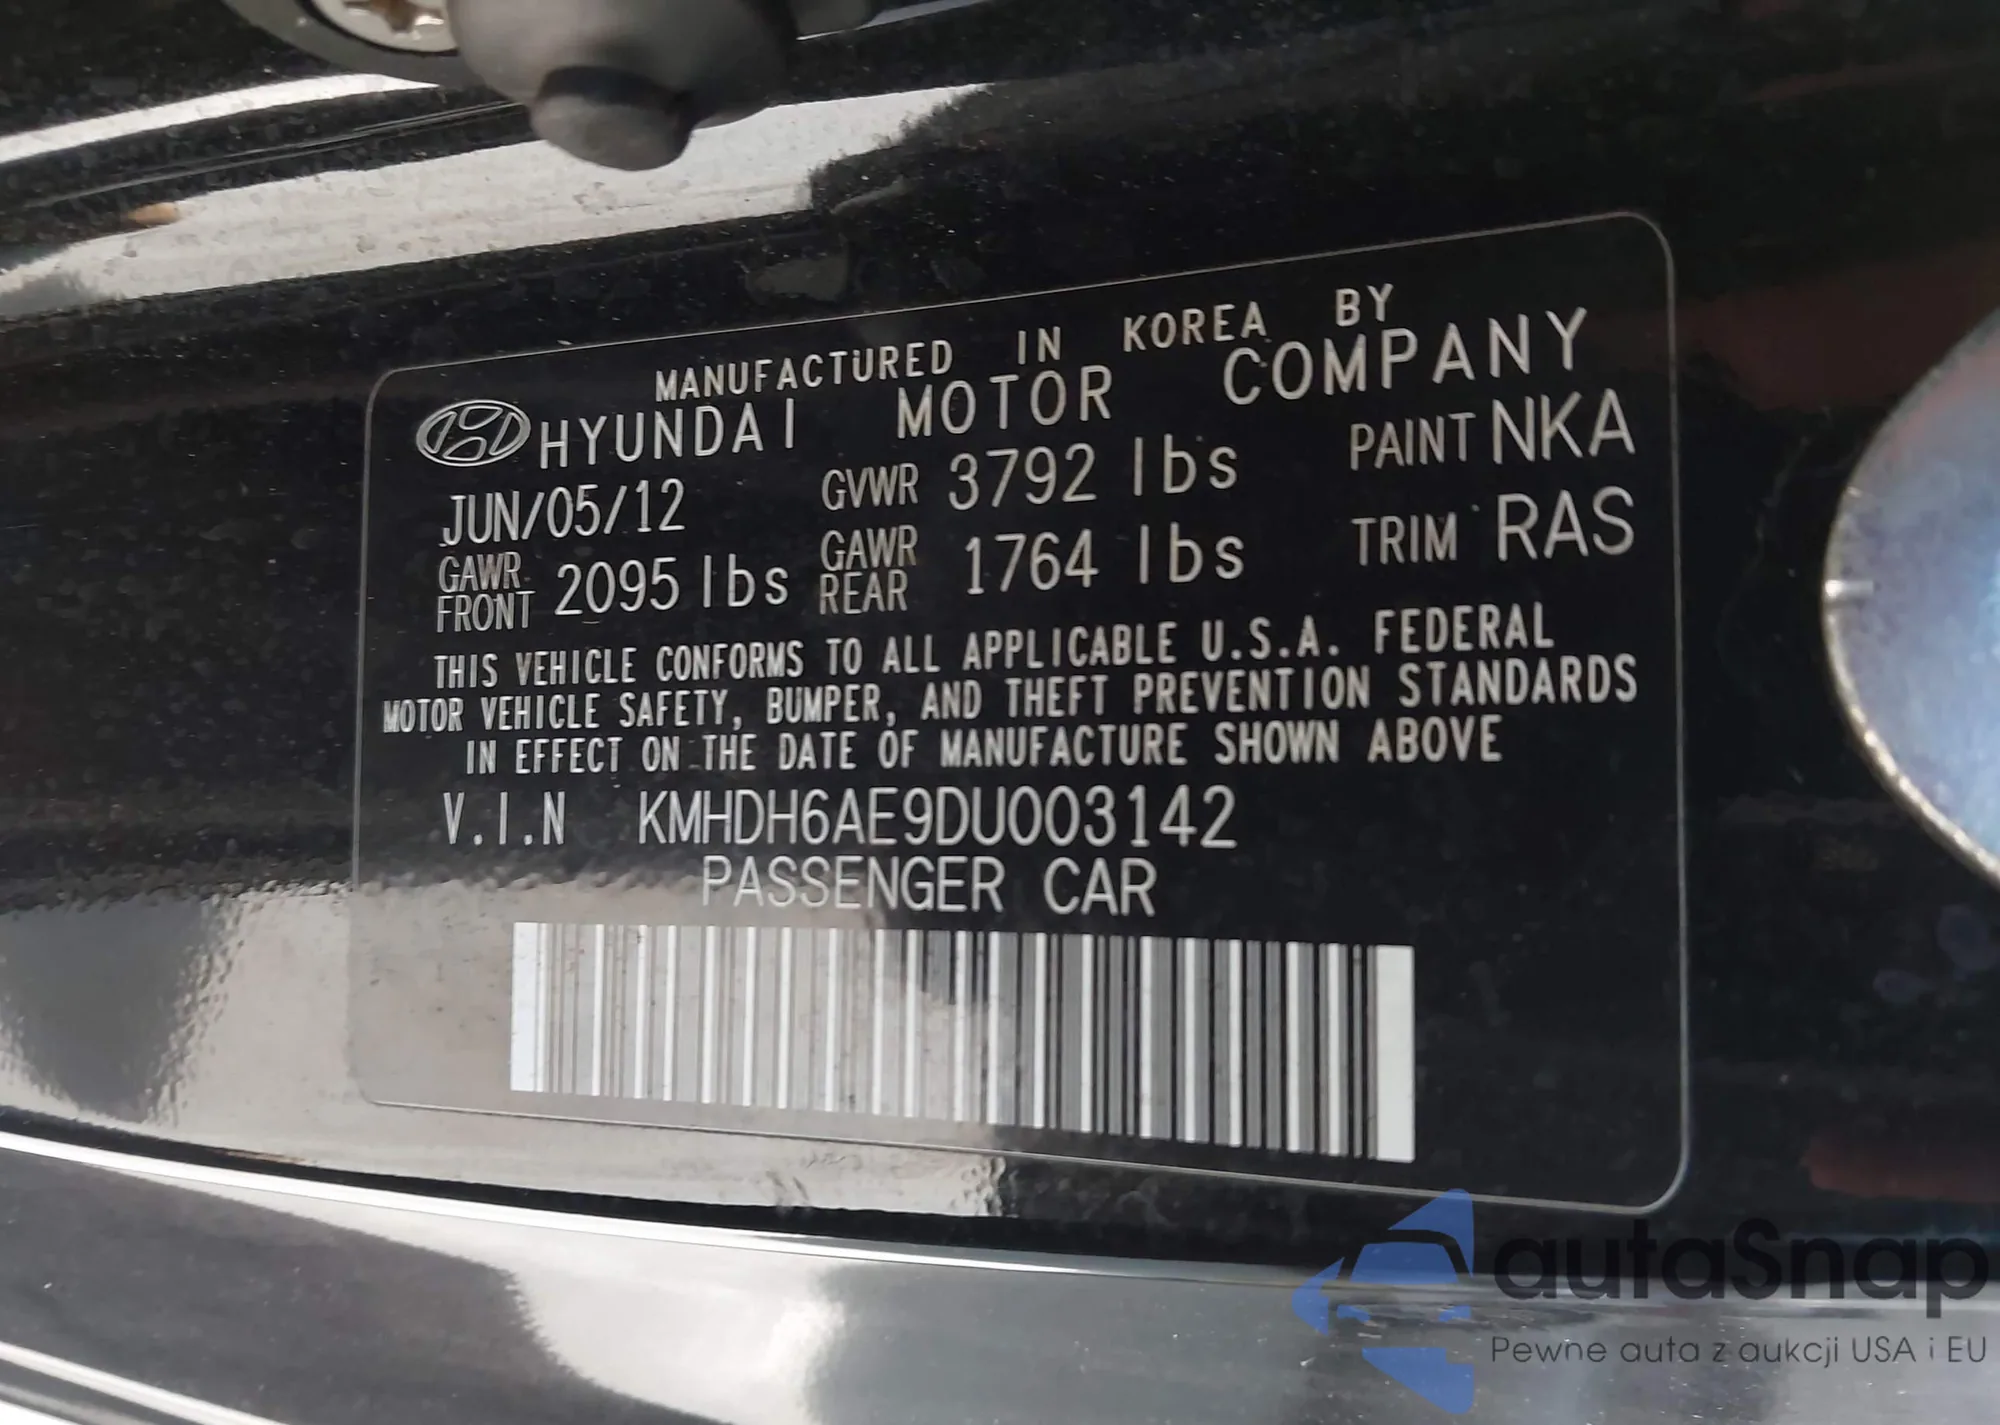 MANUFACTURED IN KOREA BY
HYUNDAI MOTOR COMPANY
JUN/05/12 GVWR 3792 lbs PAINT NKA
GAWR FRONT 2095 lbs GAWR REAR 1764 lbs TRIM RAS
THIS VEHICLE CONFORMS TO ALL APPLICABLE U.S.A. FEDERAL
MOTOR VEHICLE SAFETY, BUMPER, AND THEFT PREVENTION STANDARDS
IN EFFECT ON THE DATE OF MANUFACTURE SHOWN ABOVE
V.I.N KMHDH6AE9DU003142
PASSENGER CAR
autaSnap
Pewne auta z aukcji USA i EU